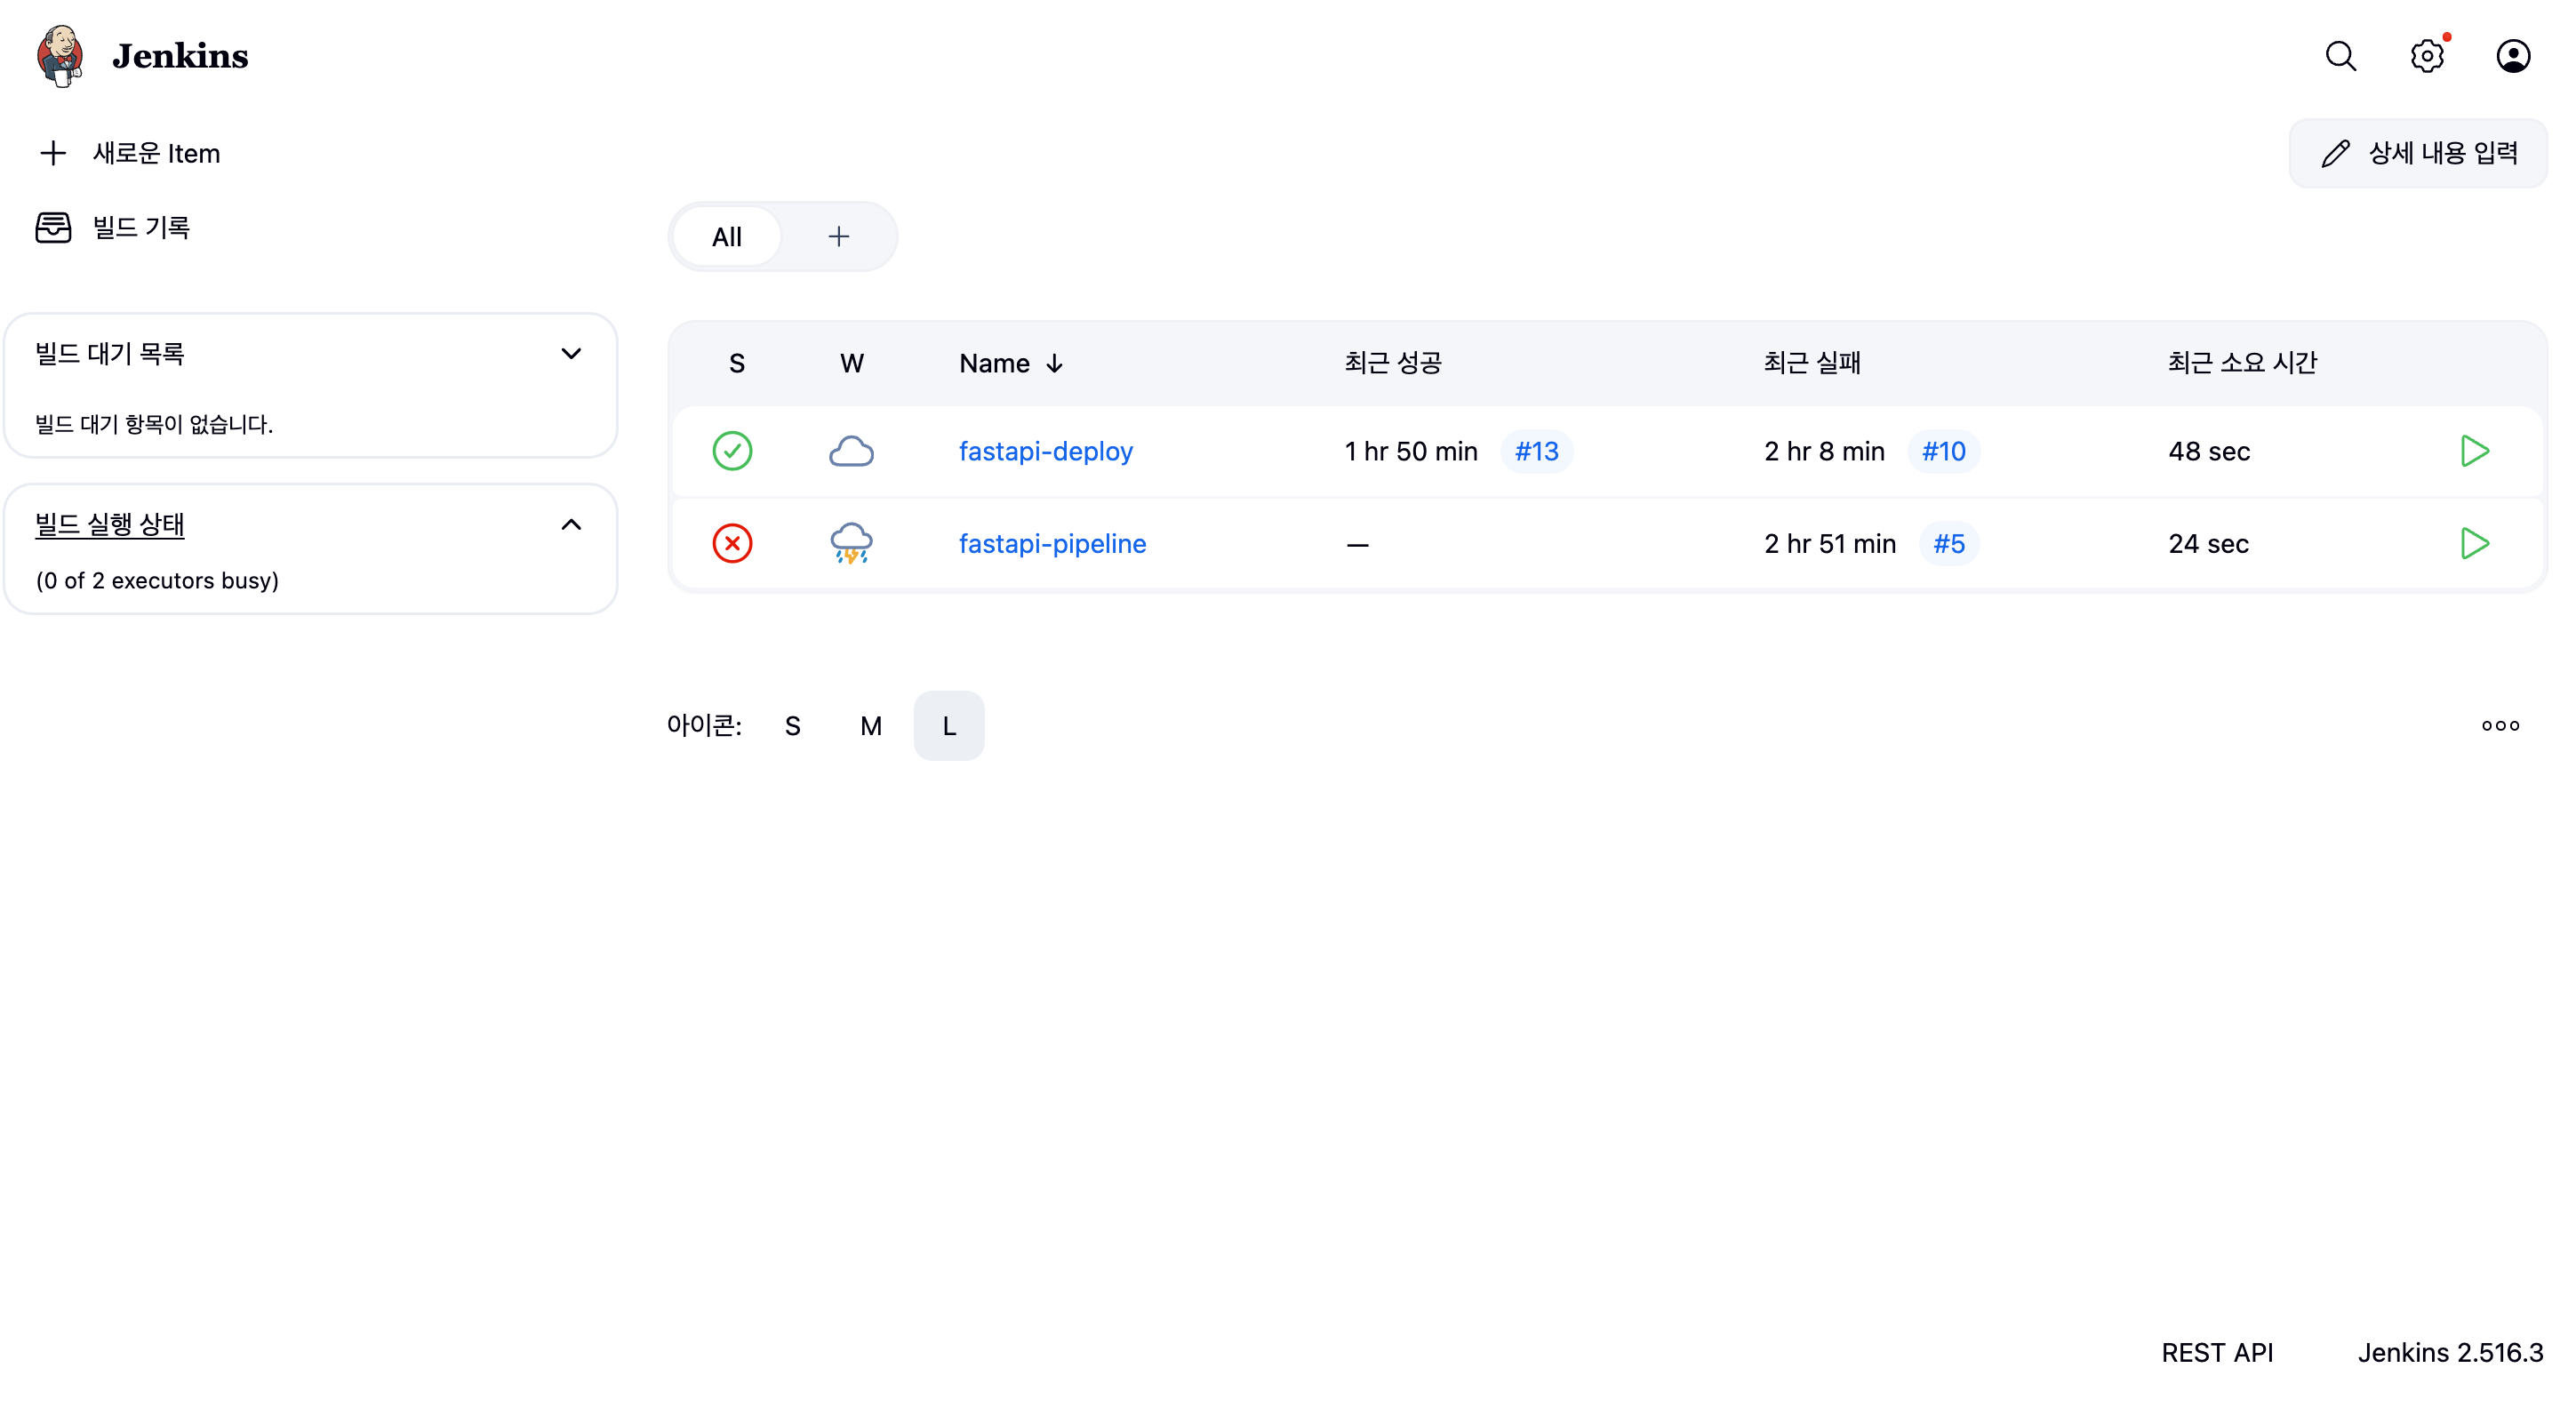 Jenkins
새로운 Item
상세 내용 입력
빌드 기록
All
빌드 대기 목록
빌드 대기 항목이 없습니다.
빌드 실행 상태
(0 of 2 executors busy)
S W Name ↓ 최근 성공 최근 실패 최근 소요 시간
fastapi-deploy 1 hr 50 min #13 2 hr 8 min #10 48 sec
fastapi-pipeline — 2 hr 51 min #5 24 sec
아이콘: S M L
REST API Jenkins 2.516.3